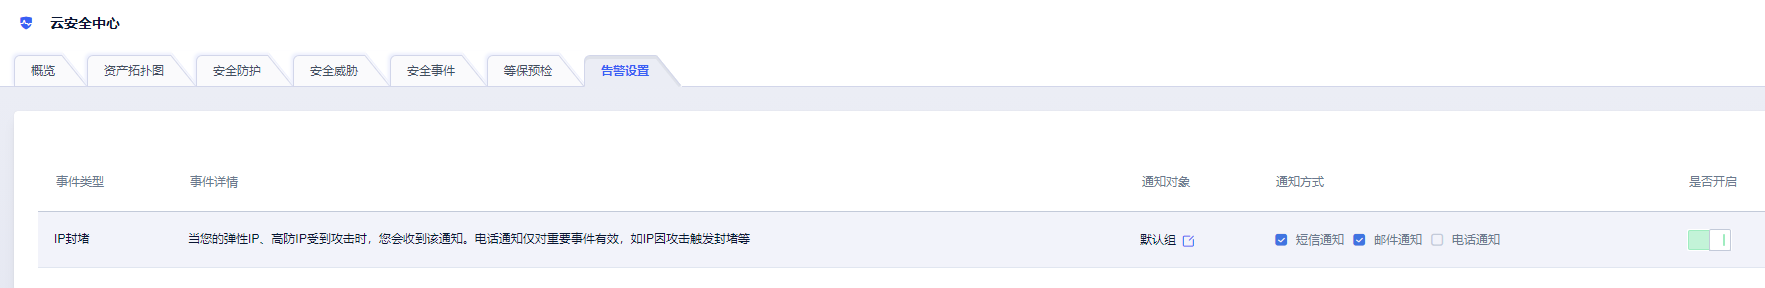 云安全中心
概览 资产拓扑图 安全防护 安全威胁 安全事件 等保预检 告警设置
事件类型 事件详情 通知对象 通知方式 是否开启
IP封堵 当您的弹性IP、高防IP受到攻击时，您会收到该通知。电话通知仅对重要事件有效，如IP因攻击触发封堵等 默认组 短信通知 邮件通知 电话通知